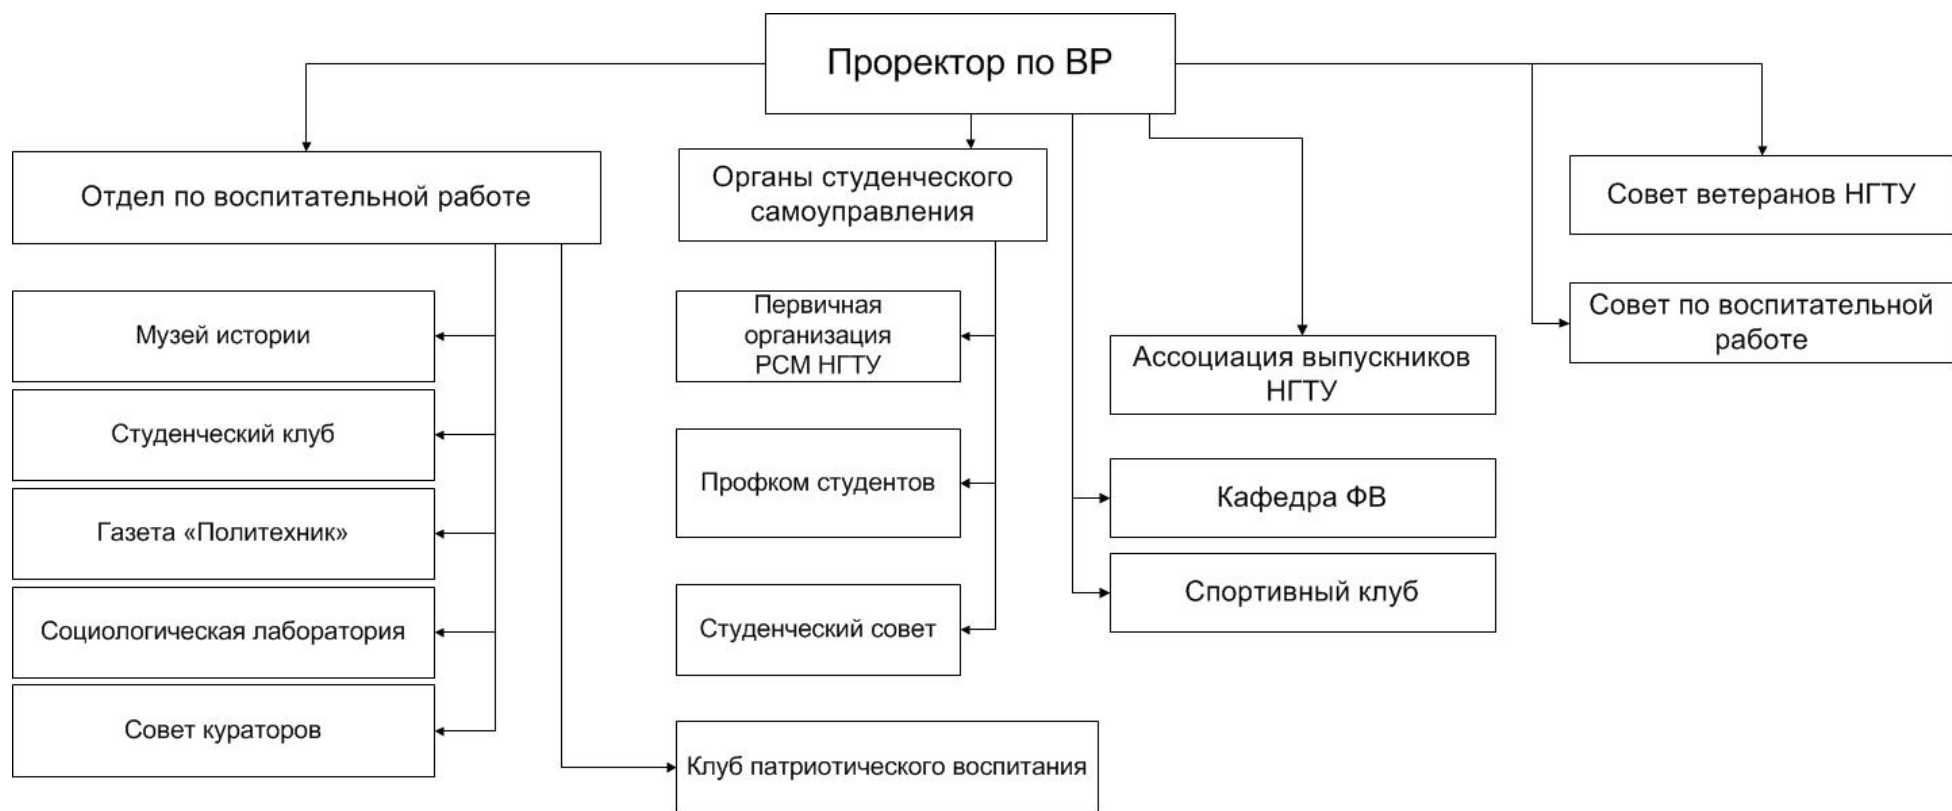 Проректор по ВР
Отдел по воспитательной работе
Музей истории
Студенческий клуб
Газета «Политехник»
Социологическая лаборатория
Совет кураторов
Органы студенческого
самоуправления
Первичная
организация
РСМ НГТУ
Профком студентов
Студенческий совет
Клуб патриотического воспитания
Ассоциация выпускников
НГТУ
Кафедра ФВ
Спортивный клуб
Совет ветеранов НГТУ
Совет по воспитательной
работе